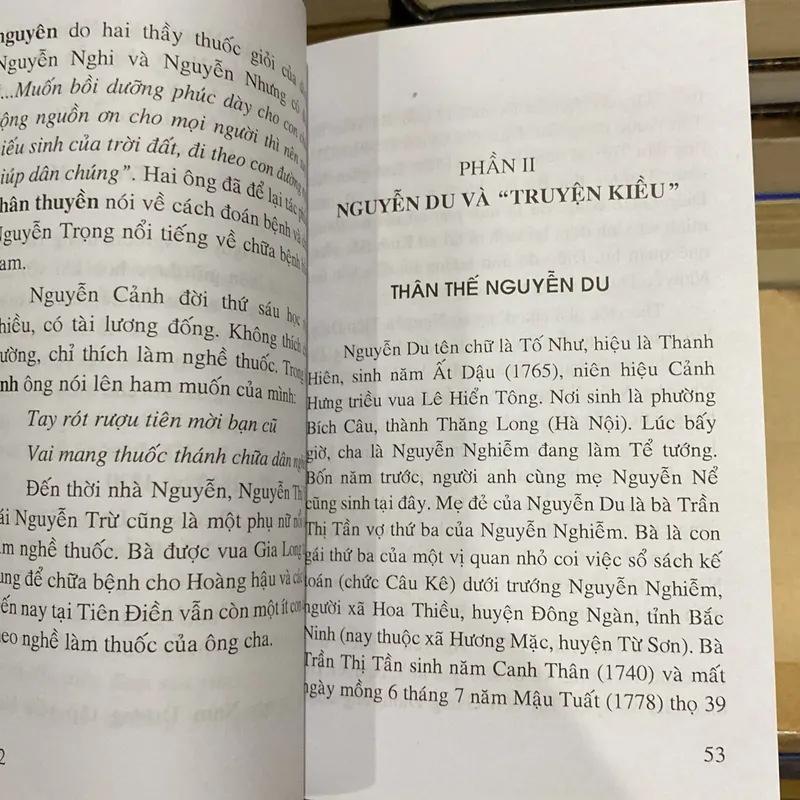 nguyên do hai thầy thuốc giỏi của
Nguyễn Nghi và Nguyễn Nhưng có
"...Muốn bồi dưỡng phúc dày cho con
rộng nguồn ơn cho mọi người thì nên
hiếu sinh của trời đất, đi theo con đường
giúp dân chúng". Hai ông đã để lại tác
nhân thuyền nói về cách đoán bệnh và
Nguyễn Trọng nổi tiếng về chữa bệnh
Nguyễn Cảnh đời thứ sáu học
nhiều, có tài lương đống. Không thích
chỉ thích làm nghề thuốc. Trong
ông nói lên ham muốn của mình:
Tay rót rượu tiên mời bạn cũ
Vai mang thuốc thánh chữa dân
Đến thời nhà Nguyễn, Nguyễn Thị
Nguyễn Trừ cũng là một phụ nữ
làm nghề thuốc. Bà được vua Gia Long
để chữa bệnh cho Hoàng hậu và
đến nay tại Tiên Điền vẫn còn một ít con
theo nghề làm thuốc của ông cha.
PHẦN II
NGUYỄN DU VÀ "TRUYỆN KIỀU"
THÂN THẾ NGUYỄN DU
Nguyễn Du tên chữ là Tố Như, hiệu là Thanh
Hiên, sinh năm Ất Dậu (1765), niên hiệu Cảnh
Hưng triều vua Lê Hiển Tông. Nơi sinh là phường
Bích Câu, thành Thăng Long (Hà Nội). Lúc bấy
giờ, cha là Nguyễn Nghiễm đang làm Tể tướng.
Bốn năm trước, người anh cùng mẹ Nguyễn Nể
cũng sinh tại đây. Mẹ đẻ của Nguyễn Du là bà Trần
Thị Tần vợ thứ ba của Nguyễn Nghiễm. Bà là con
gái thứ ba của một vị quan nhỏ coi việc sổ sách kế
toán (chức Câu Kê) dưới trướng Nguyễn Nghiễm,
người xã Hoa Thiều, huyện Đông Ngàn, tỉnh Bắc
Ninh (nay thuộc xã Hương Mặc, huyện Từ Sơn). Bà
Trần Thị Tần sinh năm Canh Thân (1740) và mất
ngày mồng 6 tháng 7 năm Mậu Tuất (1778) thọ 39
53